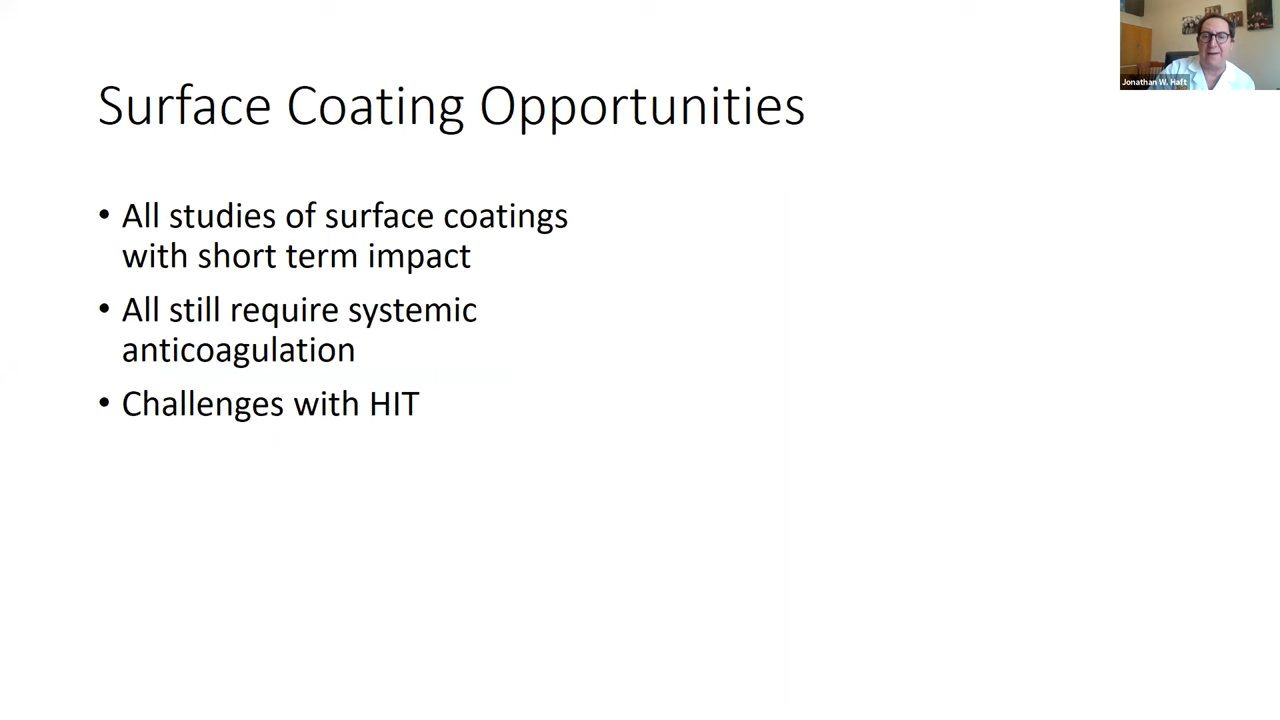 Surface Coating Opportunities
• All studies of surface coatings
with short term impact
• All still require systemic
anticoagulation
• Challenges with HIT
Jonathan W. Haft